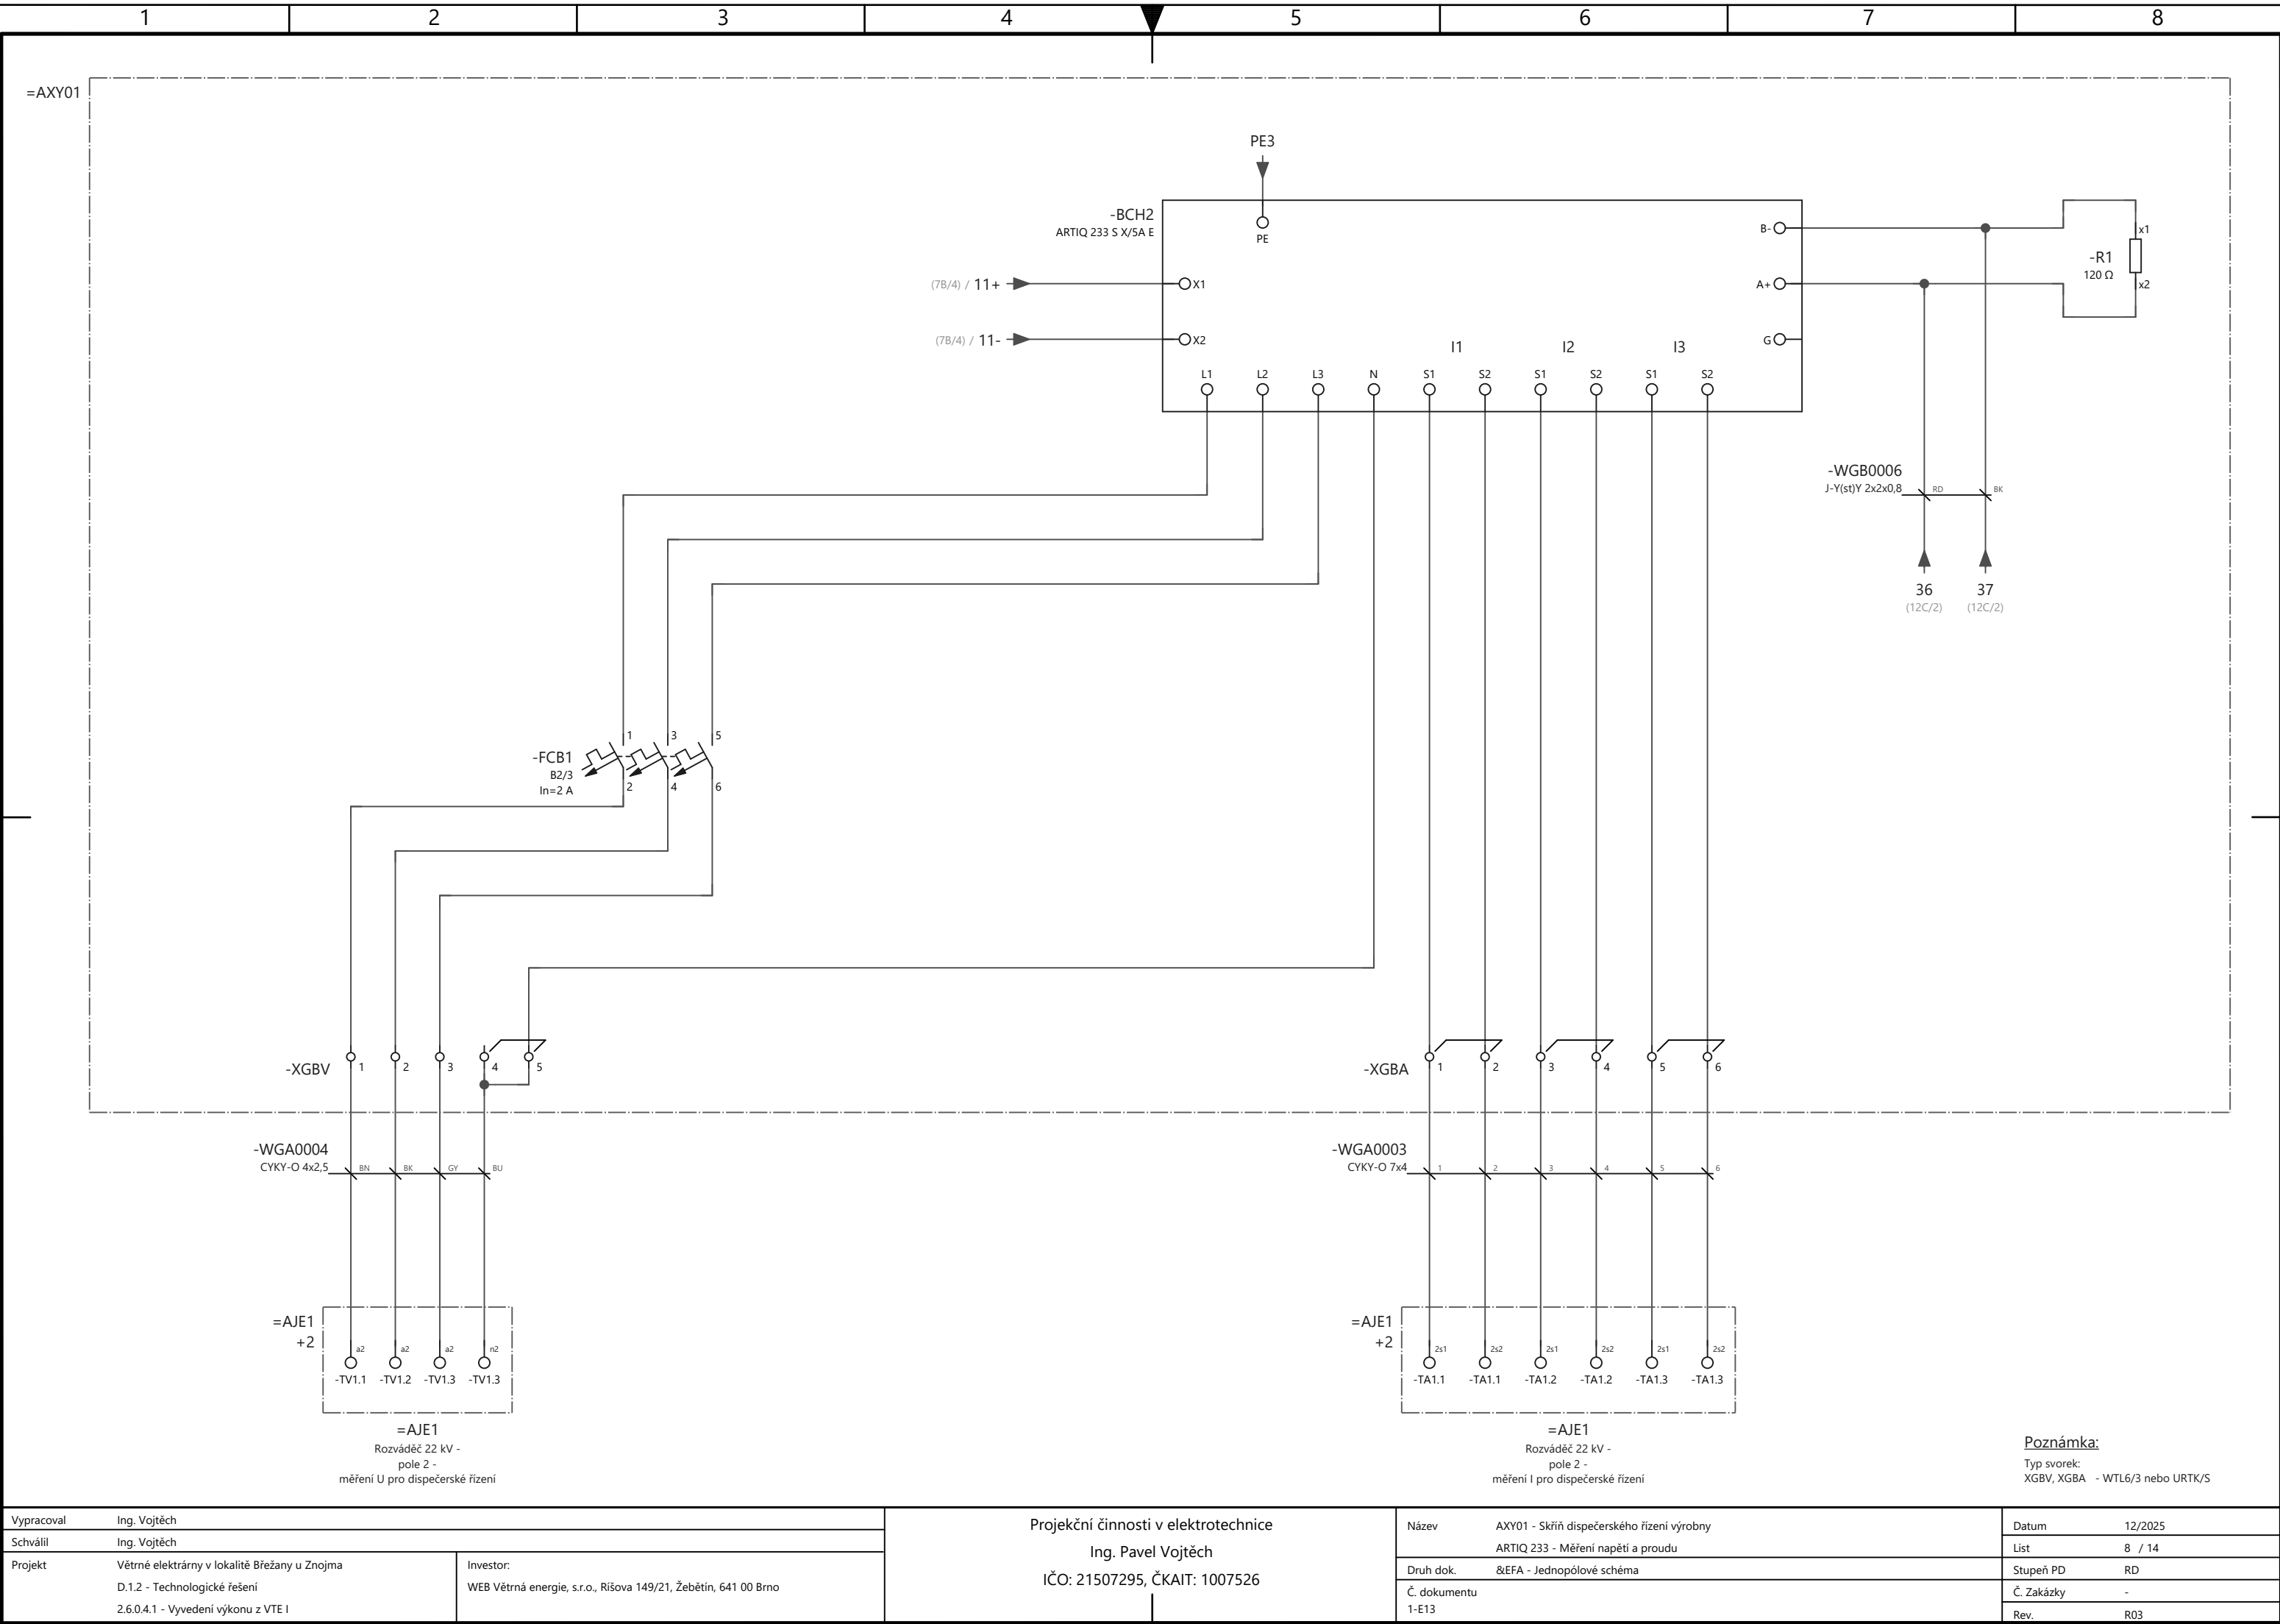 1 2 3 4 5 6 7 8
=AXY01
PE3
-BCH2
ARTIQ 233 S X/5A E
PE
B-
x1
-R1
120 Ω
(7B/4) / 11+
X1
A+
x2
(7B/4) / 11-
X2
G
I1 I2 I3
L1 L2 L3 N S1 S2 S1 S2 S1 S2
-WGB0006
J-Y(st)Y 2x2x0,8
RD BK
36 37
(12C/2) (12C/2)
1 3 5
-FCB1
B2/3
In=2 A
2 4 6
-XGBV
1 2 3 4 5
-XGBA
1 2 3 4 5 6
-WGA0004
CYKY-O 4x2,5
BN BK GY BU
-WGA0003
CYKY-O 7x4
1 2 3 4 5 6
=AJE1
+2
a2 a2 a2 n2
-TV1.1 -TV1.2 -TV1.3 -TV1.3
=AJE1
Rozváděč 22 kV -
pole 2 -
měření U pro dispečerské řízení
=AJE1
+2
2s1 2s2 2s1 2s2 2s1 2s2
-TA1.1 -TA1.1 -TA1.2 -TA1.2 -TA1.3 -TA1.3
=AJE1
Rozváděč 22 kV -
pole 2 -
měření I pro dispečerské řízení
Poznámka:
Typ svorek:
XGBV, XGBA - WTL6/3 nebo URTK/S
Vypracoval Ing. Vojtěch
Schválil Ing. Vojtěch
Projekt Větrné elektrárny v lokalitě Břežany u Znojma
D.1.2 - Technologické řešení
2.6.0.4.1 - Vyvedení výkonu z VTE I
Investor:
WEB Větrná energie, s.r.o., Ríšova 149/21, Žebětín, 641 00 Brno
Projekční činnosti v elektrotechnice
Ing. Pavel Vojtěch
IČO: 21507295, ČKAIT: 1007526
Název AXY01 - Skříň dispečerského řízení výrobny
ARTIQ 233 - Měření napětí a proudu
Druh dok. &EFA - Jednopólové schéma
Č. dokumentu
1-E13
Datum 12/2025
List 8 / 14
Stupeň PD RD
Č. Zakázky -
Rev. R03